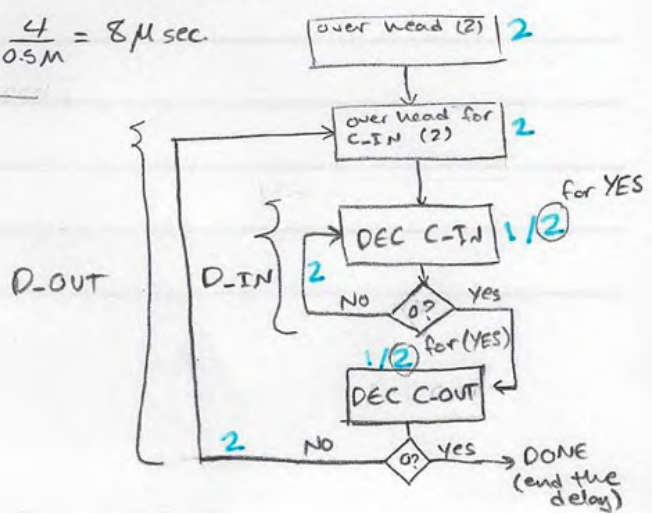 4/0.5M = 8 μ sec.
over head (2) 2
over head for
C_IN (2) 2
for YES
DEC C_IN 1/2
D_OUT
D_IN
2
NO
0?
yes
for (YES)
1/2
DEC C_OUT
2
NO
0?
yes
DONE
(end the
delay)